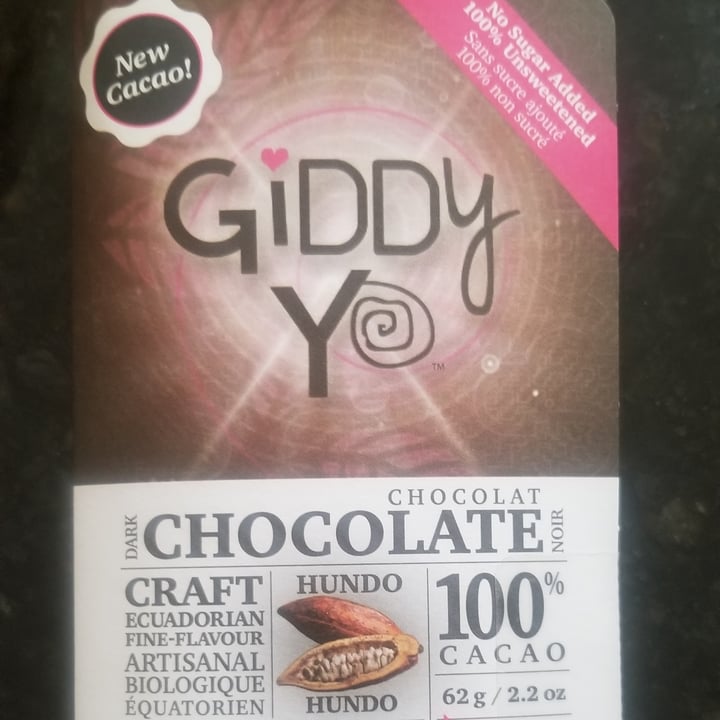 New
Cacao!
No Sugar Added
100% Unsweetened
Sans sucre ajouté
100% non sucré
GiDDy
YO
TM
CHOCOLAT
DARK
CHOCOLATE
NOIR
CRAFT
ECUADORIAN
FINE-FLAVOUR
ARTISANAL
BIOLOGIQUE
ÉQUATORIEN
HUNDO
HUNDO
100%
CACAO
62 g / 2.2 oz